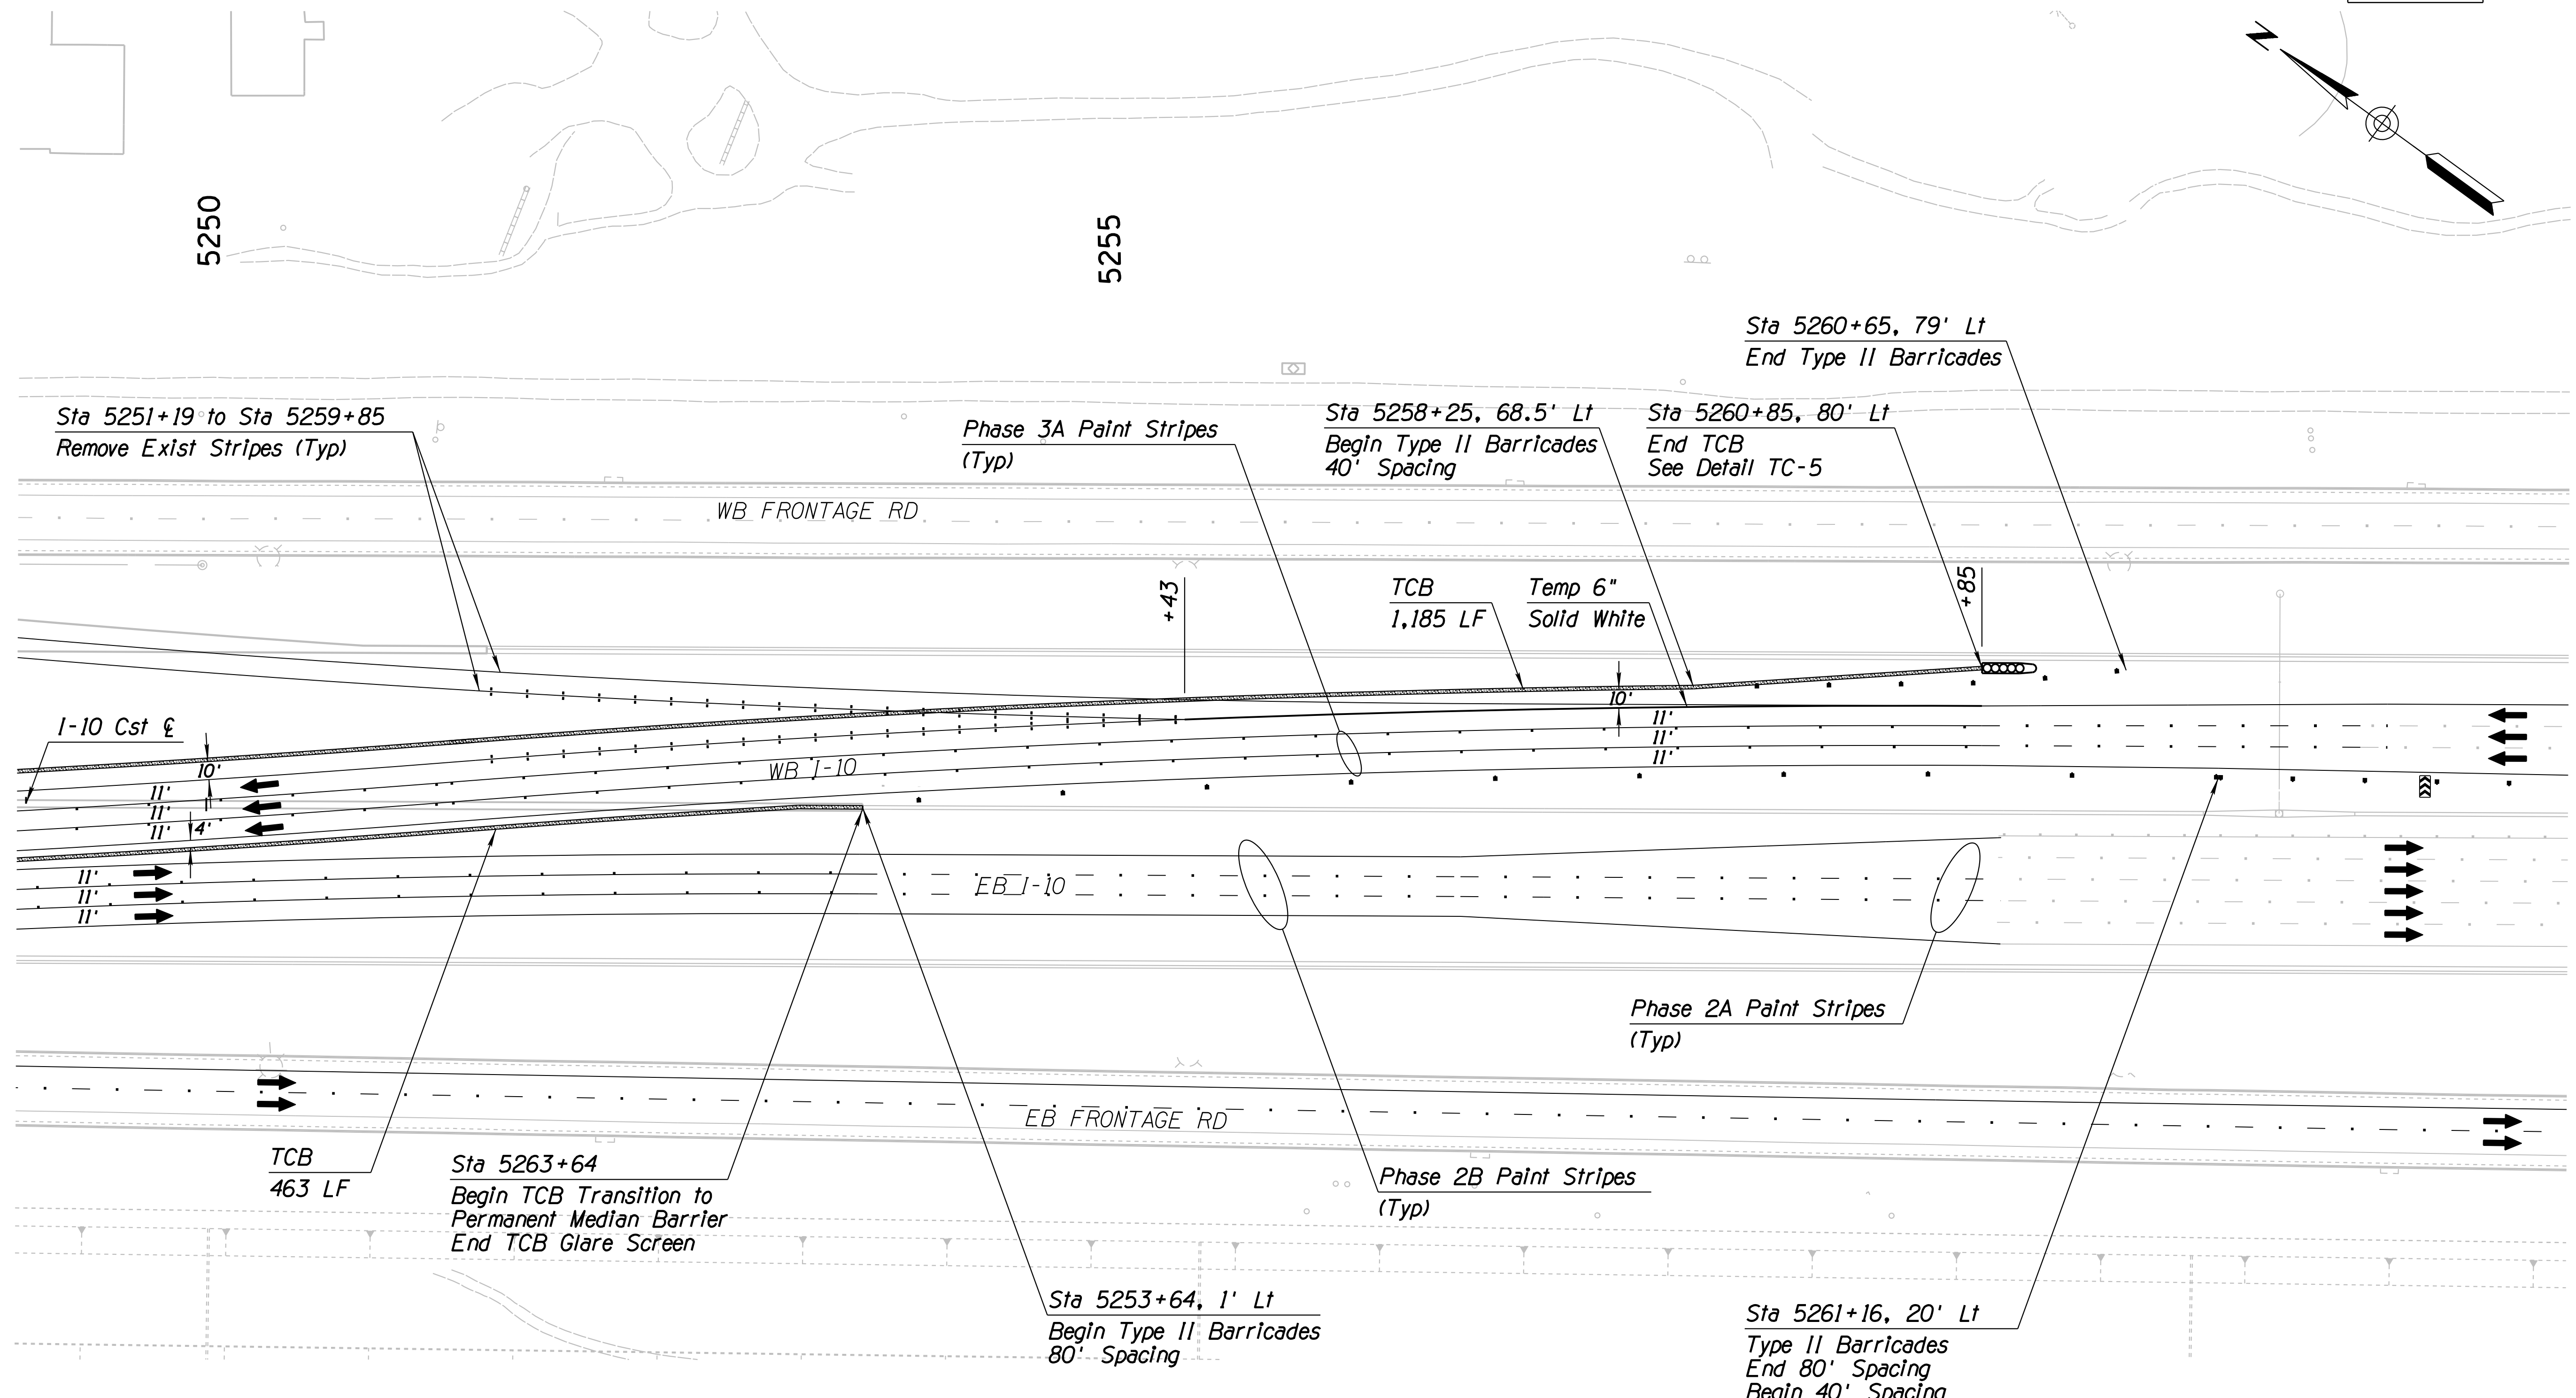 N
5250
5255
Sta 5260+65, 79' Lt
End Type II Barricades
Sta 5251+19 to Sta 5259+85
Remove Exist Stripes (Typ)
Phase 3A Paint Stripes
(Typ)
Sta 5258+25, 68.5' Lt
Begin Type II Barricades
40' Spacing
Sta 5260+85, 80' Lt
End TCB
See Detail TC-5
WB FRONTAGE RD
+43
TCB
1,185 LF
Temp 6"
Solid White
+85
I-10 Cst ℄
10'
11'
11'
11'
10'
11'
11'
11'
1'
4'
WB I-10
11'
11'
11'
EB I-10
Phase 2A Paint Stripes
(Typ)
EB FRONTAGE RD
TCB
463 LF
Sta 5263+64
Begin TCB Transition to
Permanent Median Barrier
End TCB Glare Screen
Phase 2B Paint Stripes
(Typ)
Sta 5253+64, 1' Lt
Begin Type II Barricades
80' Spacing
Sta 5261+16, 20' Lt
Type II Barricades
End 80' Spacing
Begin 40' Spacing